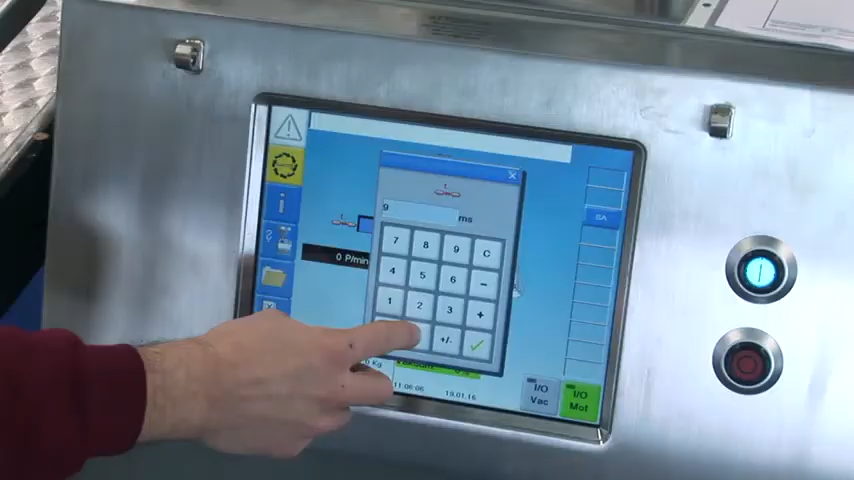 9
ms
7 8 9 C
4 5 6 -
1 2 3 +
+/-
0 P/min
i
11:06:06
19.01.16
I/O
Vac
I/O
Mot